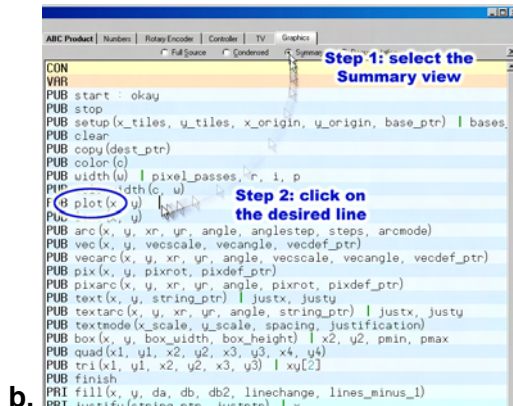 ABC Product Numbers Rotary Encoder Controller TV Graphics
Full Source Condensed Summary
Step 1: select the
Summary view
CON
VAR
PUB start : okay
PUB stop
PUB setup(x_tiles, y_tiles, x_origin, y_origin, base_ptr) | bases_
PUB clear
PUB copy(dest_ptr)
PUB color(c)
PUB width(w) | pixel_passes, r, i, p
idth(c, w)
Step 2: click on
the desired line
PUB plot(x, y)
y)
PUB arc(x, y, xr, yr, angle, anglestep, steps, arcmode)
PUB vec(x, y, vecscale, vecangle, vecdef_ptr)
PUB vecarc(x, y, xr, yr, angle, vecscale, vecangle, vecdef_ptr)
PUB pix(x, y, pixrot, pixdef_ptr)
PUB pixarc(x, y, xr, yr, angle, pixrot, pixdef_ptr)
PUB text(x, y, string_ptr) | justx, justy
PUB textarc(x, y, xr, yr, angle, string_ptr) | justx, justy
PUB textmode(x_scale, y_scale, spacing, justification)
PUB box(x, y, box_width, box_height) | x2, y2, pmin, pmax
PUB quad(x1, y1, x2, y2, x3, y3, x4, y4)
PUB tri(x1, y1, x2, y2, x3, y3) | xy[2]
PUB finish
PRI fill(x, y, da, db, db2, linechange, lines_minus_1)
b. PRI justify(string_ptr, justptr) | x